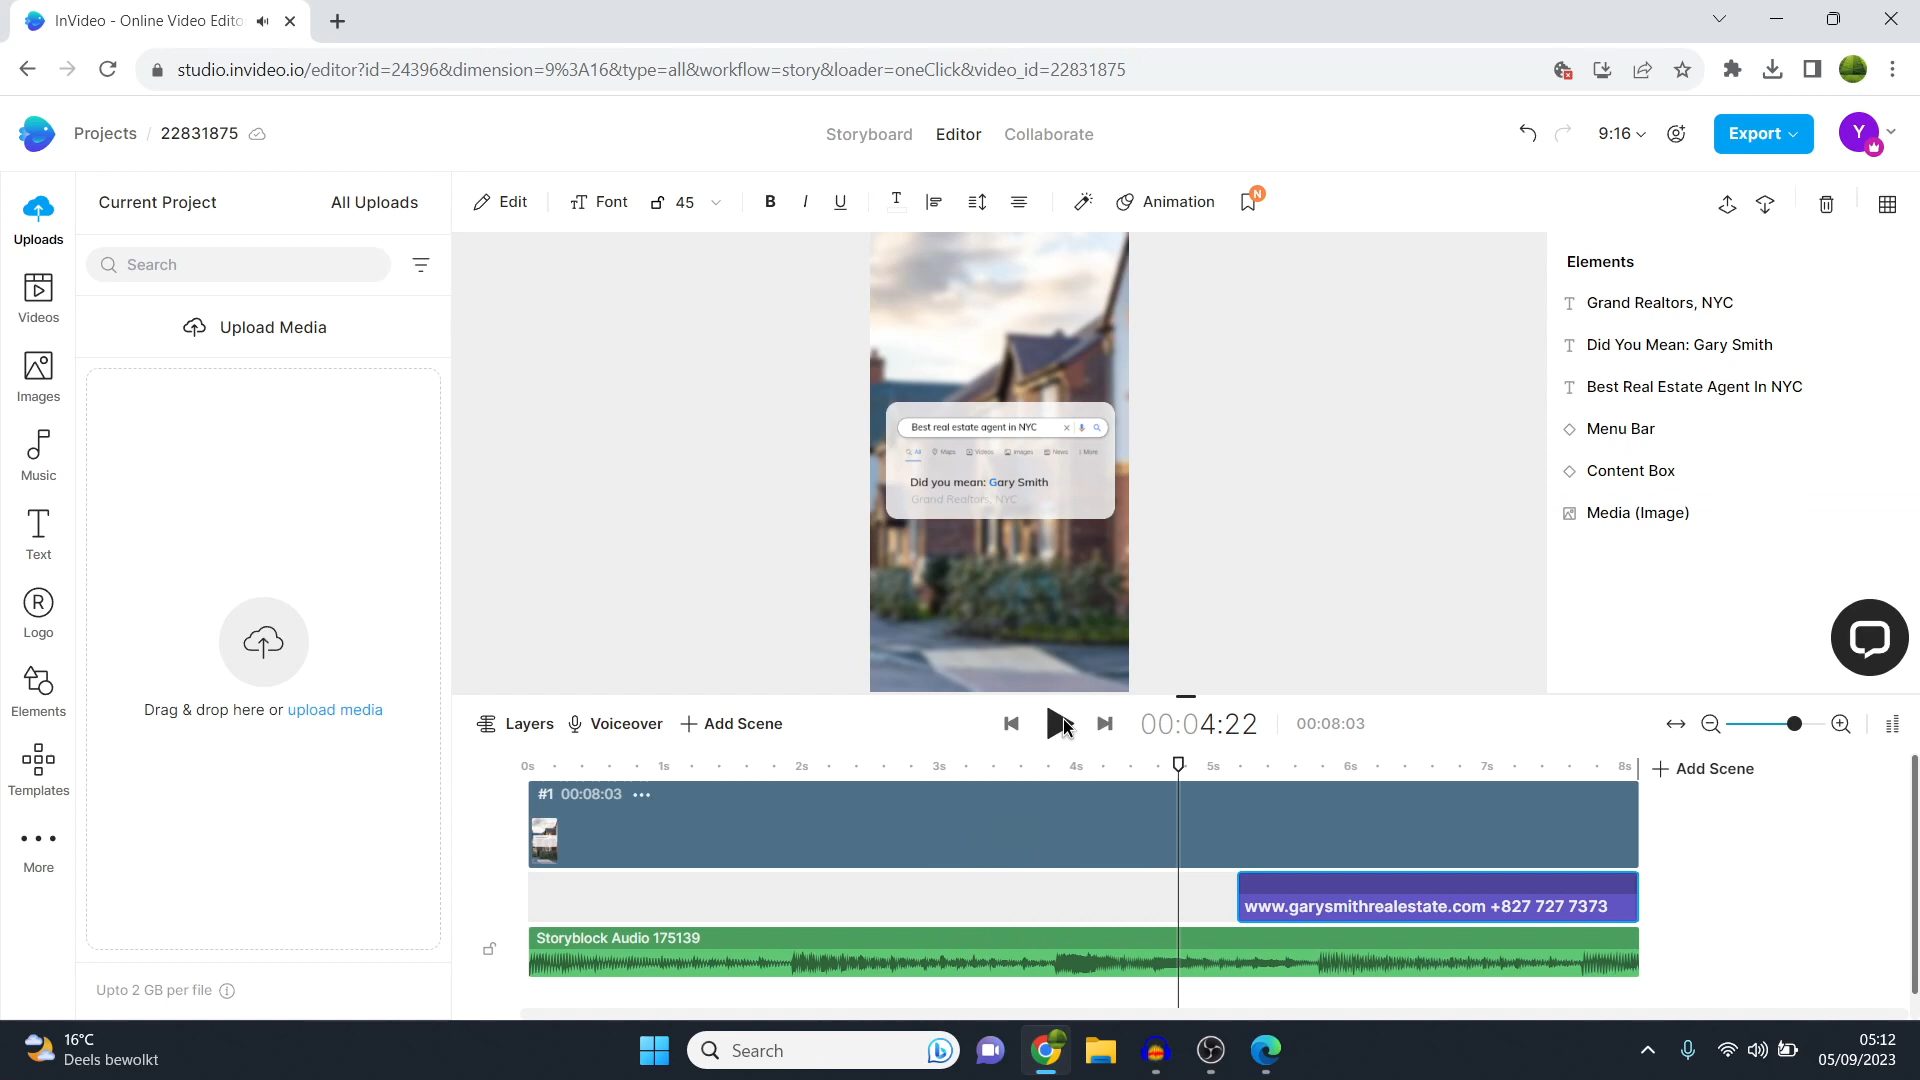 InVideo - Online Video Edito
studio.invideo.io/editor?id=24396&dimension=9%3A16&type=all&workflow=story&loader=oneClick&video_id=22831875
Projects / 22831875
Storyboard
Editor
Collaborate
9:16
Export
Y
Uploads
Videos
Images
Music
Text
Logo
Elements
Templates
More
Current Project
All Uploads
Search
Upload Media
Drag & drop here or upload media
Upto 2 GB per file
Edit
Font
45
B
I
U
Animation
N
Best real estate agent in NYC
All Maps Videos Images News More
Did you mean: Gary Smith
Grand Realtors, NYC
Elements
Grand Realtors, NYC
Did You Mean: Gary Smith
Best Real Estate Agent In NYC
Menu Bar
Content Box
Media (Image)
Layers
Voiceover
Add Scene
00:04:22
00:08:03
0s 1s 2s 3s 4s 5s 6s 7s 8s
Add Scene
#1 00:08:03
www.garysmithrealestate.com +827 727 7373
Storyblock Audio 175139
16°C
Deels bewolkt
Search
05:12
05/09/2023